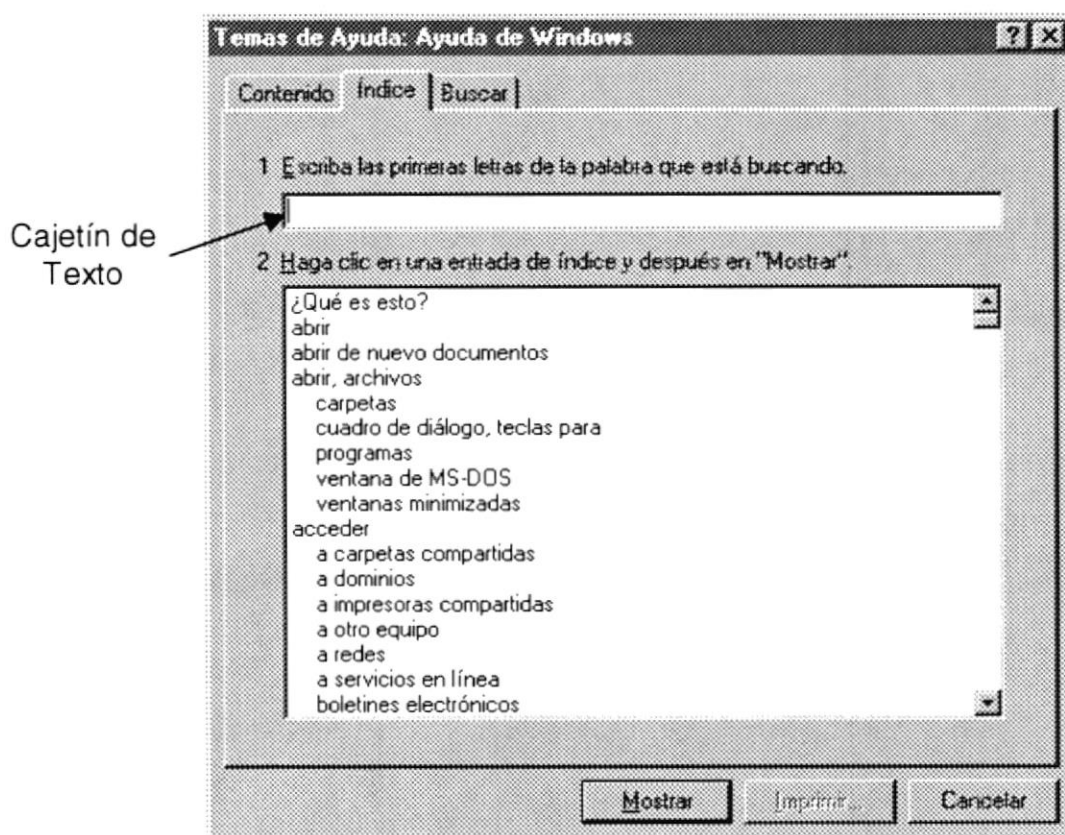 Temas de Ayuda: Ayuda de Windows
Contenido Índice Buscar
1 Escriba las primeras letras de la palabra que está buscando.
Cajetín de
Texto
2 Haga clic en una entrada de índice y después en "Mostrar".
¿Qué es esto?
abrir
abrir de nuevo documentos
abrir, archivos
carpetas
cuadro de diálogo, teclas para
programas
ventana de MS-DOS
ventanas minimizadas
acceder
a carpetas compartidas
a dominios
a impresoras compartidas
a otro equipo
a redes
a servicios en línea
boletines electrónicos
Mostrar Imprimir... Cancelar